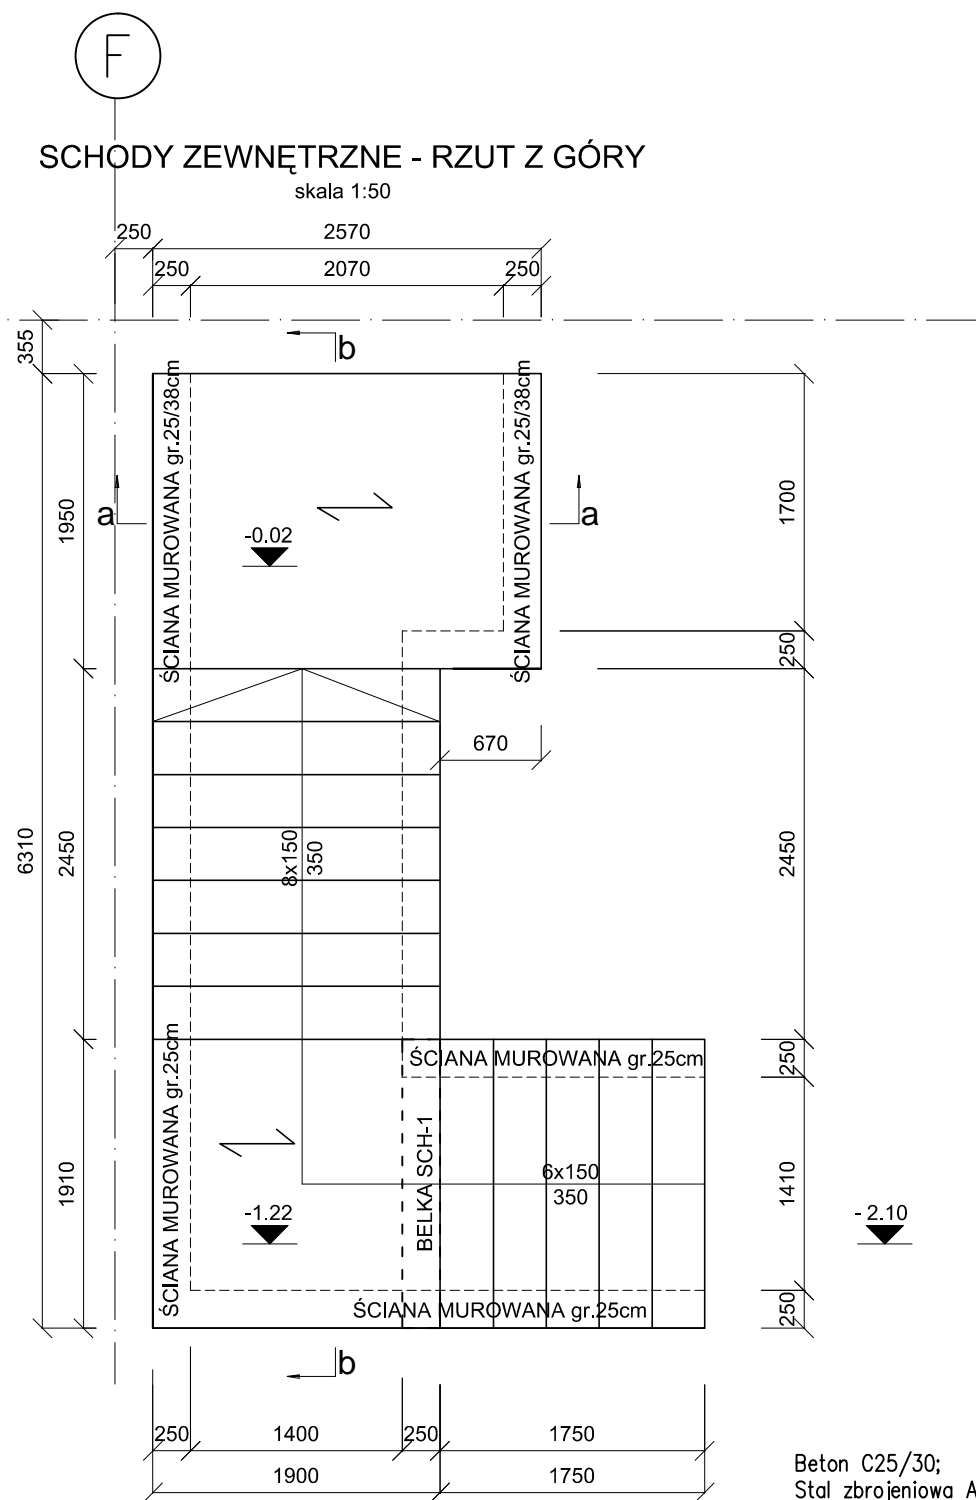 F
SCHODY ZEWNĘTRZNE - RZUT Z GÓRY
skala 1:50
250 2570
250 2070 250
355
b
ŚCIANA MUROWANA gr.25/38cm
ŚCIANA MUROWANA gr.25/38cm
1950
1700
a
a
-0.02
250
670
6310
2450
8x150
350
2450
ŚCIANA MUROWANA gr.25cm
250
ŚCIANA MUROWANA gr.25cm
BELKA SCH-1
1910
6x150
350
1410
-1.22
- 2.10
ŚCIANA MUROWANA gr.25cm
250
b
250 1400 250 1750
1900 1750
Beton C25/30;
Stal zbrojeniowa A